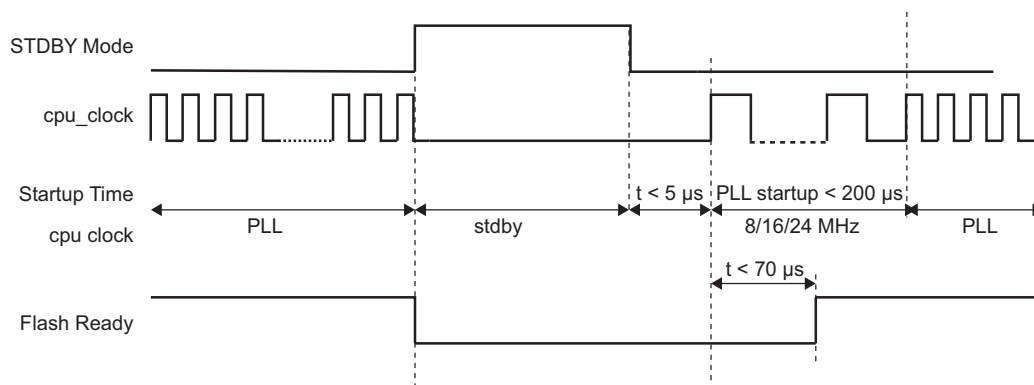 STDBY Mode
cpu_clock
Startup Time
t < 5 µs
PLL startup < 200 µs
cpu clock
PLL
stdby
8/16/24 MHz
PLL
t < 70 µs
Flash Ready